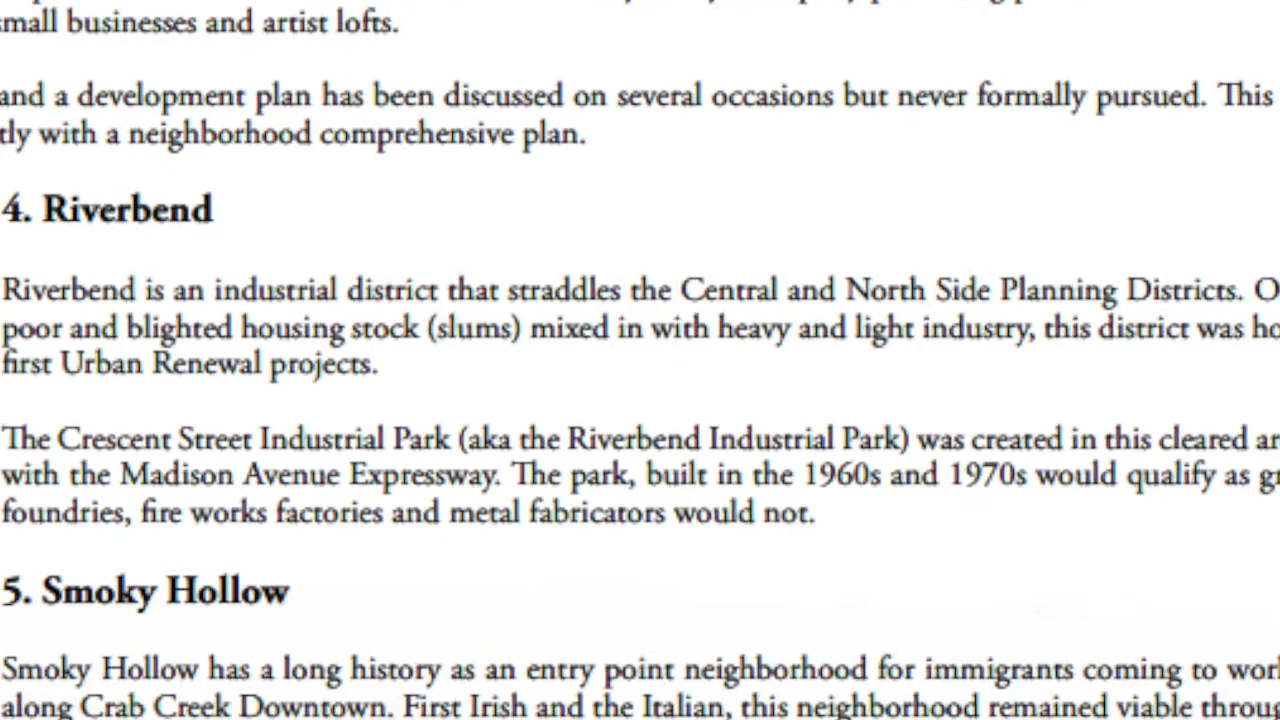 small businesses and artist lofts.
and a development plan has been discussed on several occasions but never formally pursued. This
with a neighborhood comprehensive plan.
4. Riverbend
Riverbend is an industrial district that straddles the Central and North Side Planning Districts.
poor and blighted housing stock (slums) mixed in with heavy and light industry, this district was
first Urban Renewal projects.
The Crescent Street Industrial Park (aka the Riverbend Industrial Park) was created in this cleared
with the Madison Avenue Expressway. The park, built in the 1960s and 1970s would qualify as
foundries, fire works factories and metal fabricators would not.
5. Smoky Hollow
Smoky Hollow has a long history as an entry point neighborhood for immigrants coming to
along Crab Creek Downtown. First Irish and the Italian, this neighborhood remained viable